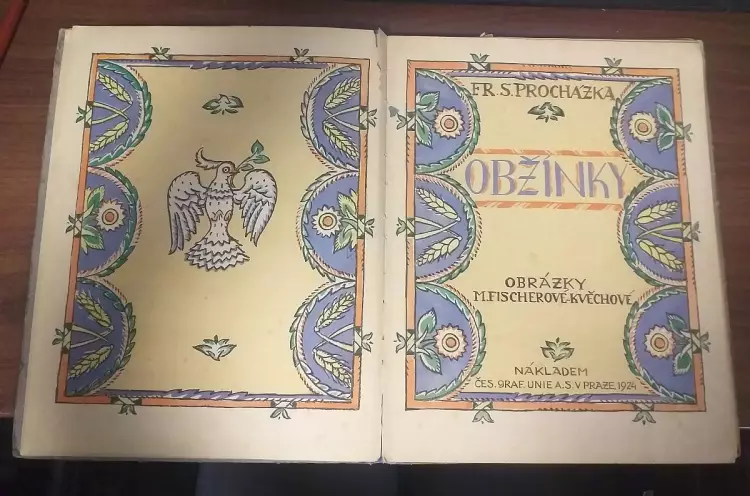 FR. S. PROCHÁZKA
OBŽÍNKY
OBRÁZKY
M. FISCHEROVÉ-KVĚCHOVÉ
NÁKLADEM
ČES. GRAF. UNIE A. S. V PRAZE 1924